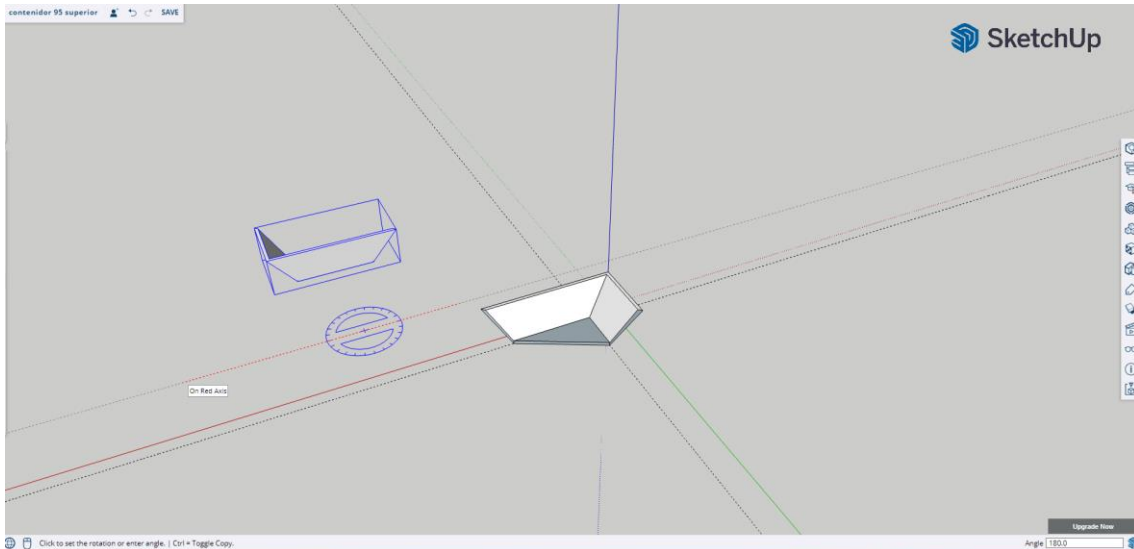 contenidor 95 superior SAVE
SketchUp
On Red Axis
Upgrade Now
Click to set the rotation or enter angle. | Ctrl = Toggle Copy. Angle 180.0